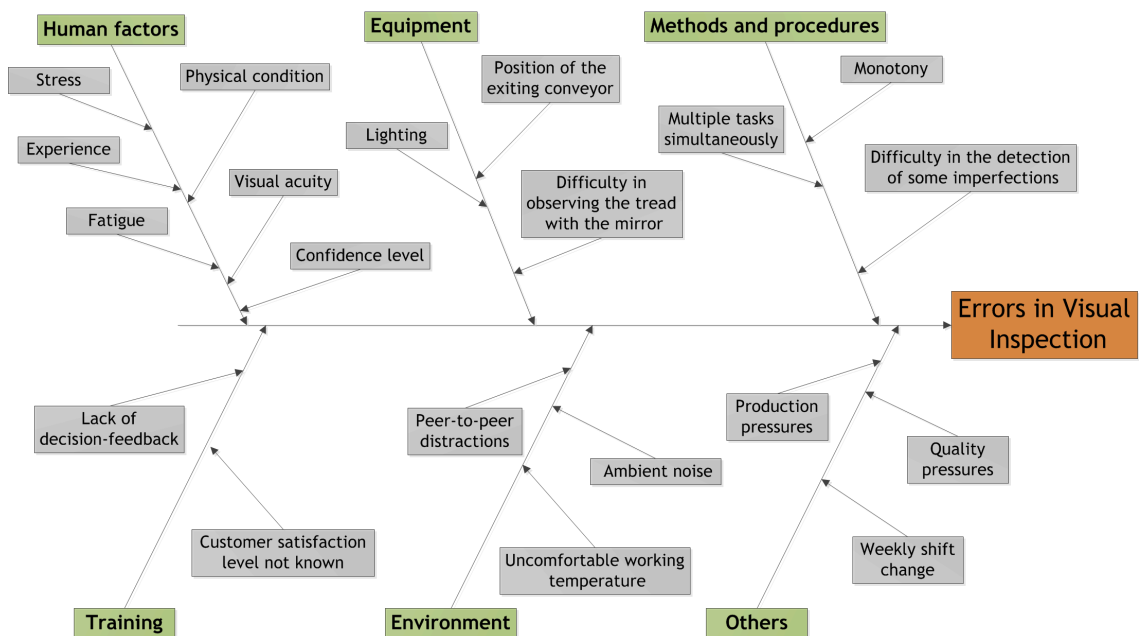 Human factors
Stress
Physical condition
Experience
Visual acuity
Fatigue
Confidence level
Equipment
Position of the
exiting conveyor
Lighting
Difficulty in
observing the tread
with the mirror
Methods and procedures
Monotony
Multiple tasks
simultaneously
Difficulty in the detection
of some imperfections
Errors in Visual
Inspection
Lack of
decision-feedback
Customer satisfaction
level not known
Training
Peer-to-peer
distractions
Ambient noise
Uncomfortable working
temperature
Environment
Production
pressures
Quality
pressures
Weekly shift
change
Others